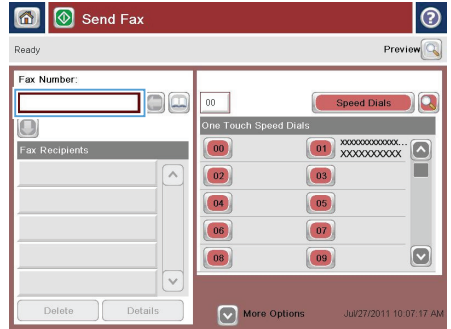 Send Fax
?
Ready
Preview
Fax Number:
00
Speed Dials
One Touch Speed Dials
Fax Recipients
00
01 XXXXXXXXXXXX...
XXXXXXXXXX
02
03
04
05
06
07
08
09
Delete
Details
More Options
Jul/27/2011 10:07:17 AM